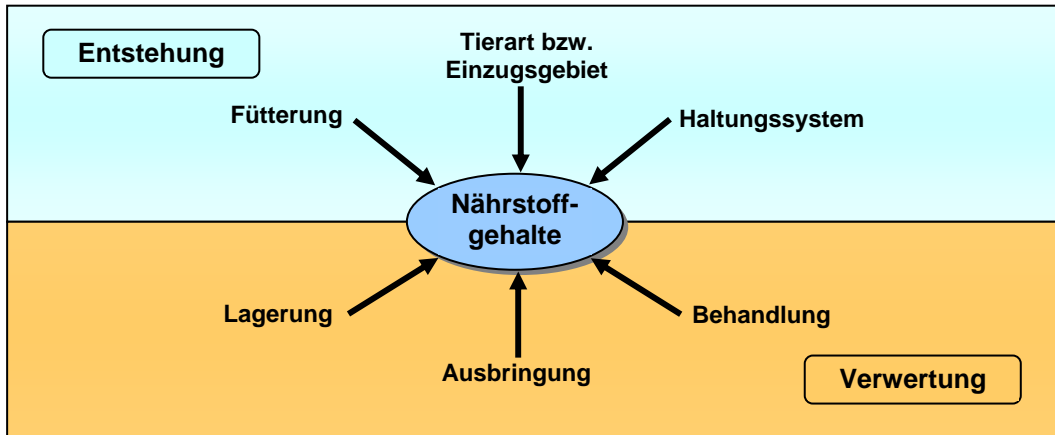 Entstehung
Tierart bzw.
Einzugsgebiet
Fütterung
Haltungssystem
Nährstoff-
gehalte
Lagerung
Behandlung
Ausbringung
Verwertung